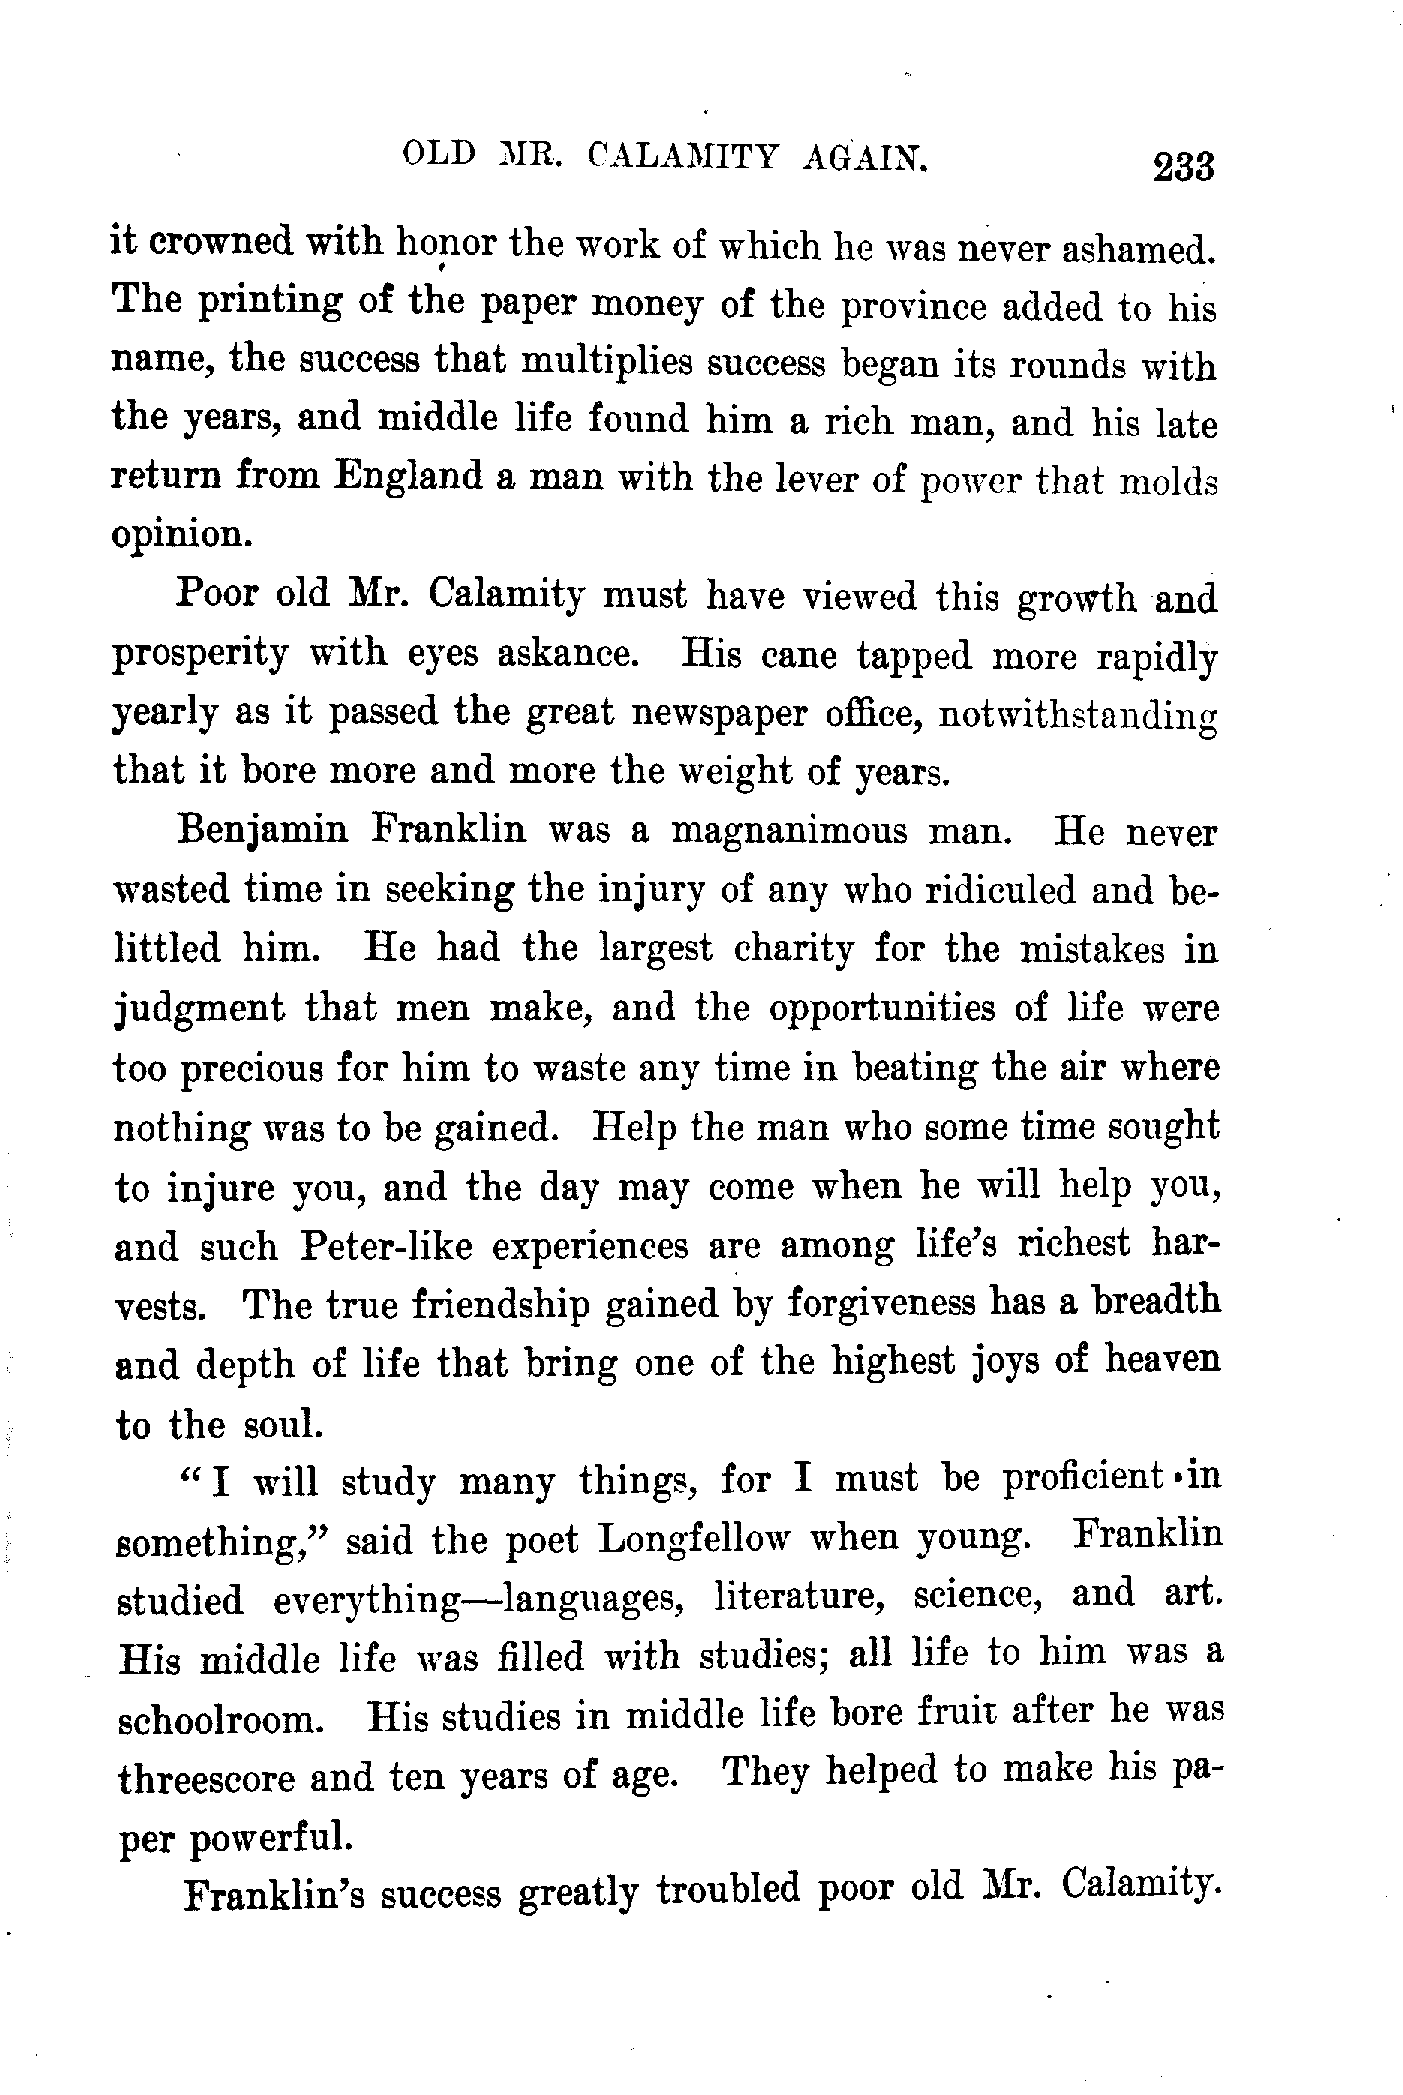 OLD MR. CALAMITY AGAIN. 233
it crowned with honor the work of which he was never ashamed.
The printing of the paper money of the province added to his
name, the success that multiplies success began its rounds with
the years, and middle life found him a rich man, and his late
return from England a man with the lever of power that molds
opinion.
Poor old Mr. Calamity must have viewed this growth and
prosperity with eyes askance. His cane tapped more rapidly
yearly as it passed the great newspaper office, notwithstanding
that it bore more and more the weight of years.
Benjamin Franklin was a magnanimous man. He never
wasted time in seeking the injury of any who ridiculed and be-
littled him. He had the largest charity for the mistakes in
judgment that men make, and the opportunities of life were
too precious for him to waste any time in beating the air where
nothing was to be gained. Help the man who some time sought
to injure you, and the day may come when he will help you,
and such Peter-like experiences are among life's richest har-
vests. The true friendship gained by forgiveness has a breadth
and depth of life that bring one of the highest joys of heaven
to the soul.
"I will study many things, for I must be proficient in
something," said the poet Longfellow when young. Franklin
studied everything—languages, literature, science, and art.
His middle life was filled with studies; all life to him was a
schoolroom. His studies in middle life bore fruit after he was
threescore and ten years of age. They helped to make his pa-
per powerful.
Franklin's success greatly troubled poor old Mr. Calamity.